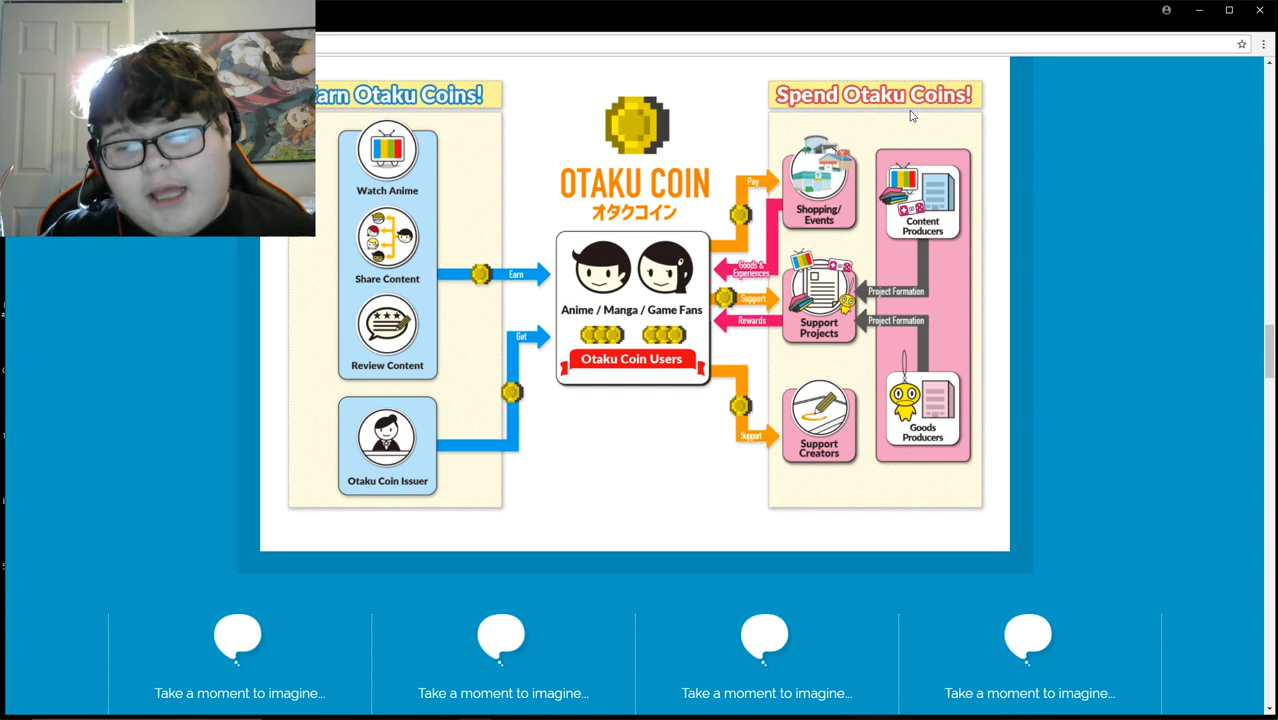 arn Otaku Coins!
Watch Anime
Share Content
Review Content
Otaku Coin Issuer
Earn
Get
OTAKU COIN
オタクコイン
Anime / Manga / Game Fans
Otaku Coin Users
Pay
Goods &
Experiences
Support
Rewards
Support
Spend Otaku Coins!
Shopping/
Events
Support
Projects
Support
Creators
Content
Producers
Project Formation
Project Formation
Goods
Producers
Take a moment to imagine...
Take a moment to imagine...
Take a moment to imagine...
Take a moment to imagine...